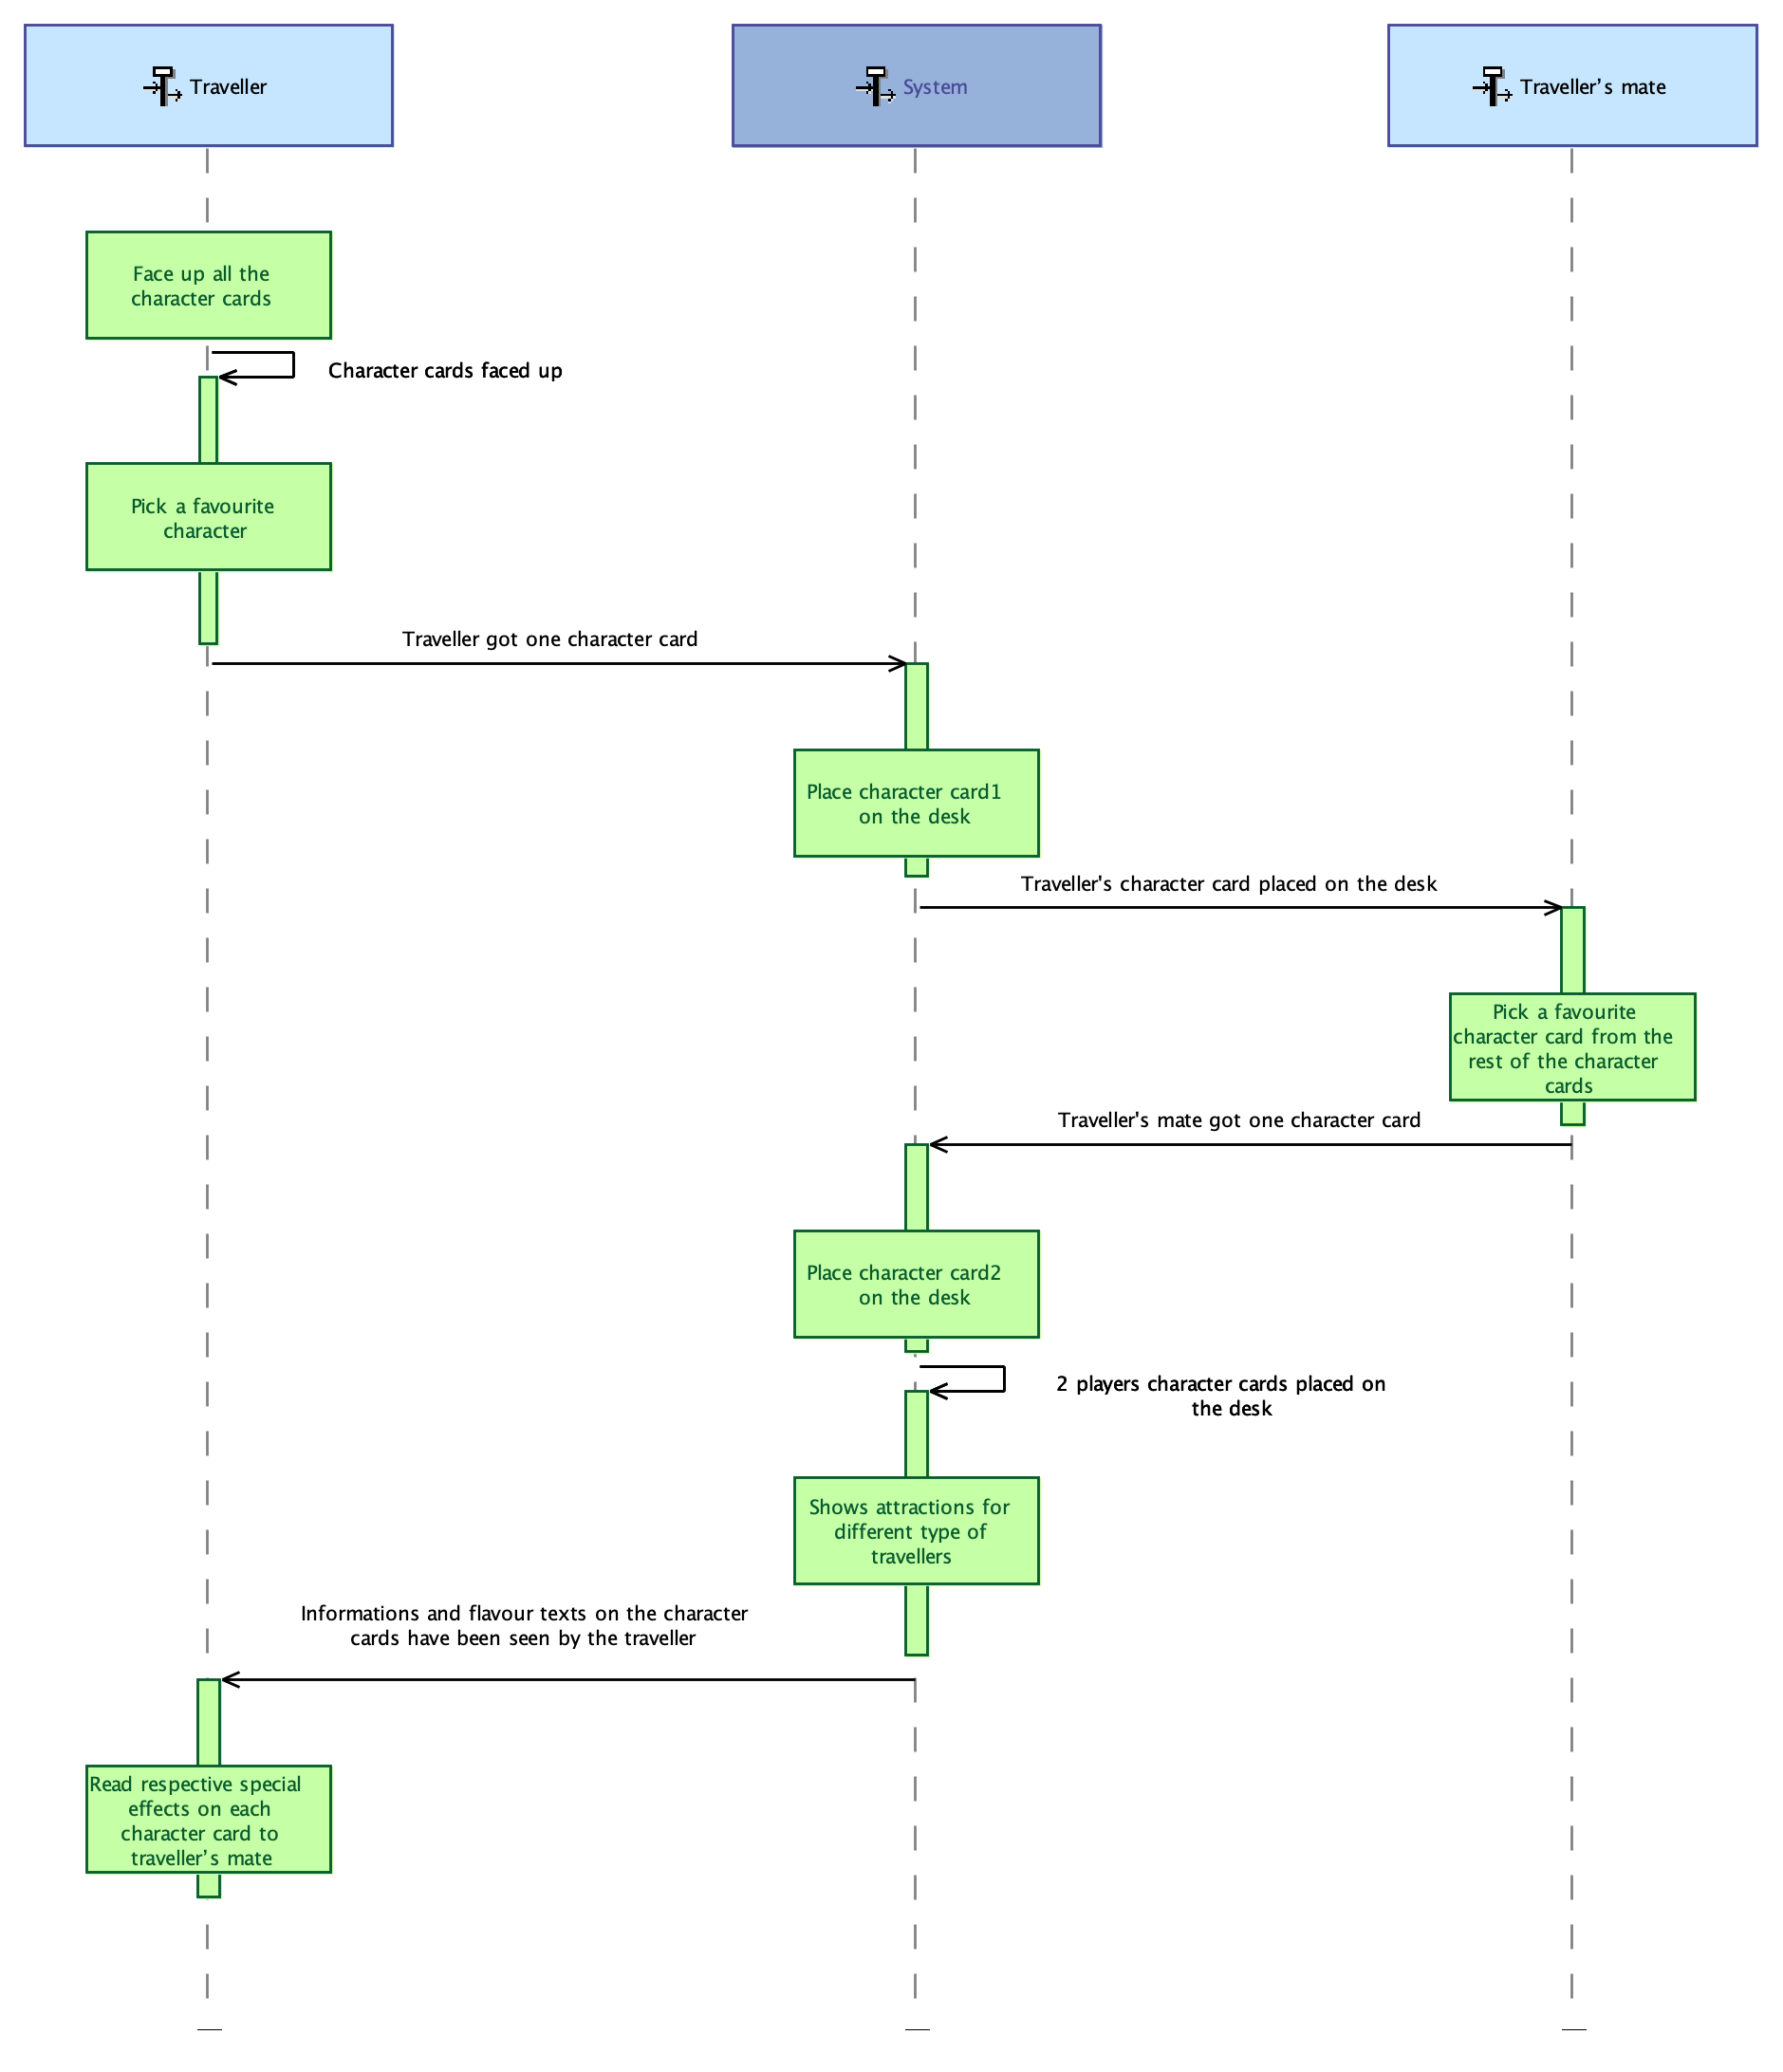 Traveller
System
Traveller’s mate
Face up all the
character cards
Character cards faced up
Pick a favourite
character
Traveller got one character card
Place character card1
on the desk
Traveller's character card placed on the desk
Pick a favourite
character card from the
rest of the character
cards
Traveller's mate got one character card
Place character card2
on the desk
2 players character cards placed on
the desk
Shows attractions for
different type of
travellers
Informations and flavour texts on the character
cards have been seen by the traveller
Read respective special
effects on each
character card to
traveller’s mate